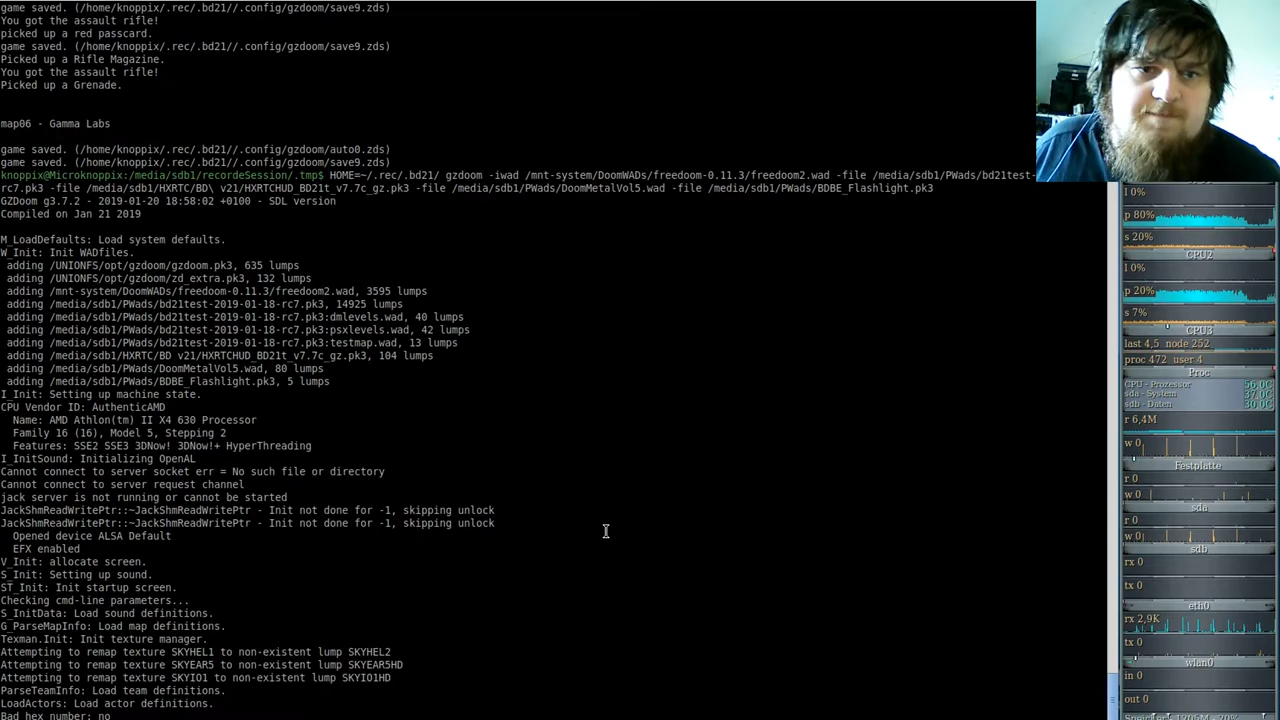 game saved. (/home/knoppix/.rec/.bd21//.config/gzdoom/save9.zds)
You got the assault rifle!
picked up a red passcard.
game saved. (/home/knoppix/.rec/.bd21//.config/gzdoom/save9.zds)
Picked up a Rifle Magazine.
You got the assault rifle!
Picked up a Grenade.
map06 - Gamma Labs
game saved. (/home/knoppix/.rec/.bd21//.config/gzdoom/auto0.zds)
game saved. (/home/knoppix/.rec/.bd21//.config/gzdoom/save9.zds)
knoppix@Microknoppix:/media/sdb1/recordeSession/.tmp$ HOME=~/.rec/.bd21/ gzdoom -iwad /mnt-system/DoomWADs/freedoom-0.11.3/freedoom2.wad -file /media/sdb1/PWads/bd21test-
rc7.pk3 -file /media/sdb1/HXRTC/BD\ v21/HXRTCHUD_BD21t_v7.7c_gz.pk3 -file /media/sdb1/PWads/DoomMetalVol5.wad -file /media/sdb1/PWads/BDBE_Flashlight.pk3
GZDoom g3.7.2 - 2019-01-20 18:58:02 +0100 - SDL version
Compiled on Jan 21 2019
M_LoadDefaults: Load system defaults.
W_Init: Init WADfiles.
adding /UNIONFS/opt/gzdoom/gzdoom.pk3, 635 lumps
adding /UNIONFS/opt/gzdoom/zd_extra.pk3, 132 lumps
adding /mnt-system/DoomWADs/freedoom-0.11.3/freedoom2.wad, 3595 lumps
adding /media/sdb1/PWads/bd21test-2019-01-18-rc7.pk3, 14925 lumps
adding /media/sdb1/PWads/bd21test-2019-01-18-rc7.pk3:dmlevels.wad, 40 lumps
adding /media/sdb1/PWads/bd21test-2019-01-18-rc7.pk3:psxlevels.wad, 42 lumps
adding /media/sdb1/PWads/bd21test-2019-01-18-rc7.pk3:testmap.wad, 13 lumps
adding /media/sdb1/HXRTC/BD v21/HXRTCHUD_BD21t_v7.7c_gz.pk3, 104 lumps
adding /media/sdb1/PWads/DoomMetalVol5.wad, 80 lumps
adding /media/sdb1/PWads/BDBE_Flashlight.pk3, 5 lumps
I_Init: Setting up machine state.
CPU Vendor ID: AuthenticAMD
Name: AMD Athlon(tm) II X4 630 Processor
Family 16 (16), Model 5, Stepping 2
Features: SSE2 SSE3 3DNow! 3DNow!+ HyperThreading
I_InitSound: Initializing OpenAL
Cannot connect to server socket err = No such file or directory
Cannot connect to server request channel
jack server is not running or cannot be started
JackShmReadWritePtr::~JackShmReadWritePtr - Init not done for -1, skipping unlock
JackShmReadWritePtr::~JackShmReadWritePtr - Init not done for -1, skipping unlock
Opened device ALSA Default
EFX enabled
V_Init: allocate screen.
S_Init: Setting up sound.
ST_Init: Init startup screen.
Checking cmd-line parameters...
S_InitData: Load sound definitions.
G_ParseMapInfo: Load map definitions.
Texman.Init: Init texture manager.
Attempting to remap texture SKYHEL1 to non-existent lump SKYHEL2
Attempting to remap texture SKYEAR5 to non-existent lump SKYEAR5HD
Attempting to remap texture SKYIO1 to non-existent lump SKYIO1HD
ParseTeamInfo: Load team definitions.
LoadActors: Load actor definitions.
Bad hex number: no
l 0%
p 80%
s 20%
CPU2
l 0%
p 20%
s 7%
CPU3
last 4,5 node 252
proc 472 user 4
Proc
CPU - Prozessor 56.0C
sda - System 37.0C
sdb - Daten 30.0C
r 6,4M
w 0
Festplatte
r 0
w 0
sda
r 0
w 0
sdb
rx 0
tx 0
eth0
rx 2,9K
tx 0
wlan0
in 0
out 0